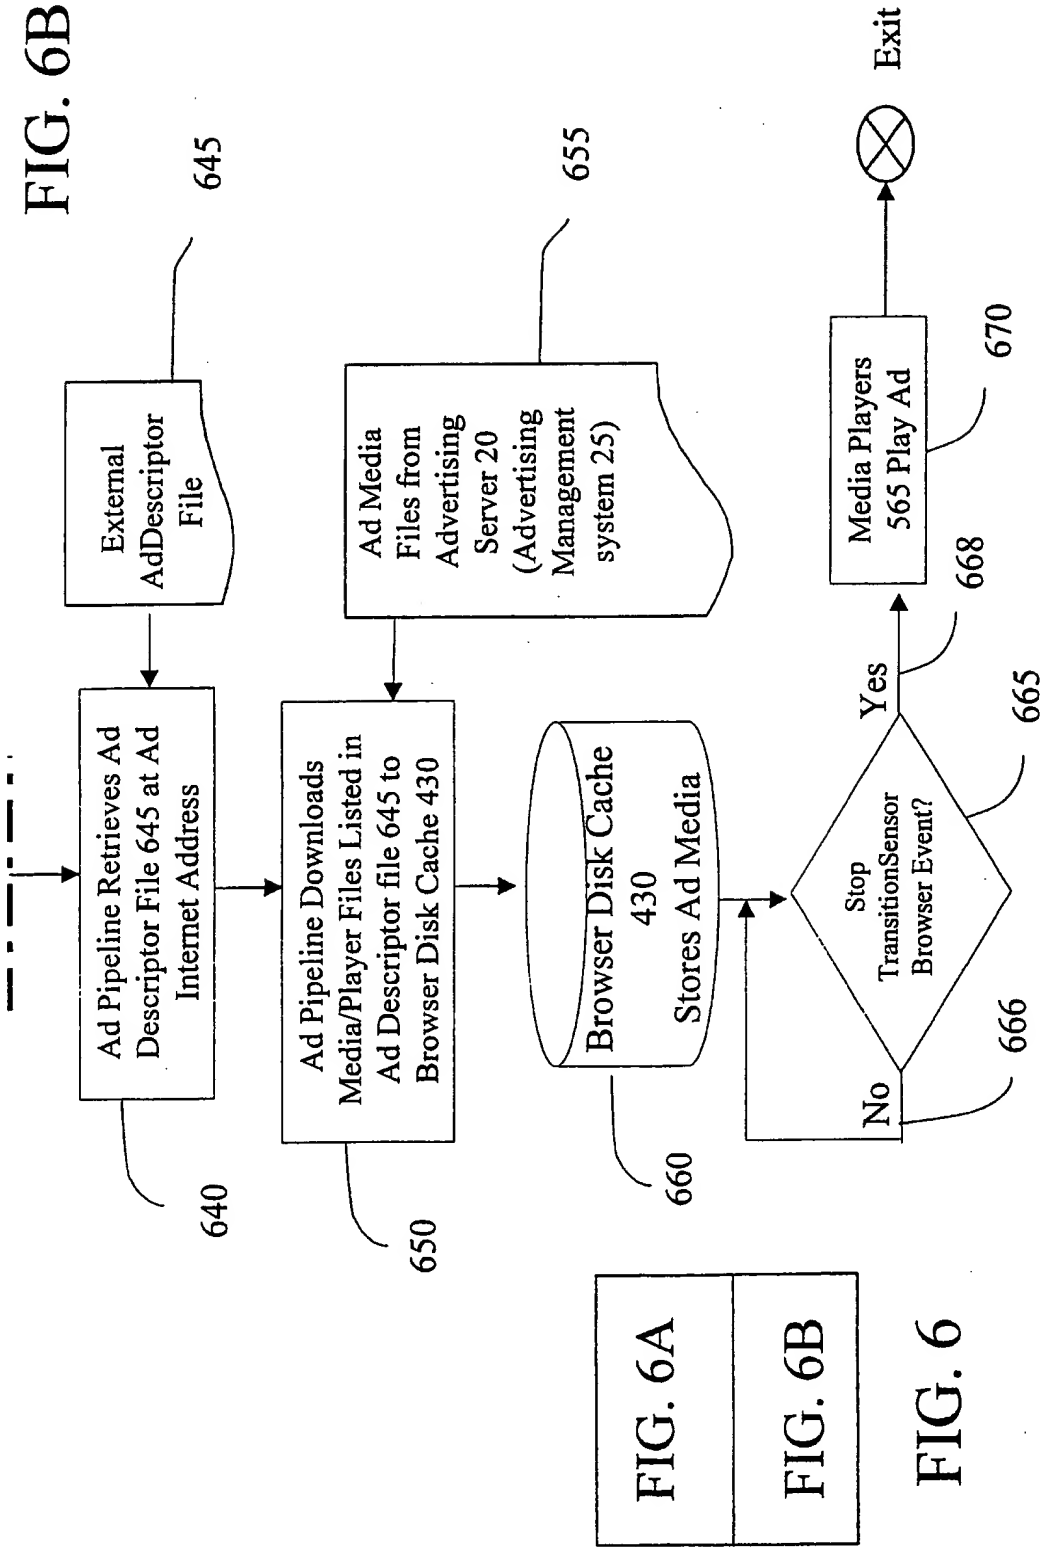 FIG. 6B
Ad Pipeline Retrieves Ad
Descriptor File 645 at Ad
Internet Address
640
External
AdDescriptor
File
645
Ad Pipeline Downloads
Media/Player Files Listed in
Ad Descriptor file 645 to
Browser Disk Cache 430
650
Ad Media
Files from
Advertising
Server 20
(Advertising
Management
system 25)
655
Browser Disk Cache
430
Stores Ad Media
660
Stop
TransitionSensor
Browser Event?
665
No
666
Yes
668
Media Players
565 Play Ad
670
Exit
FIG. 6A
FIG. 6B
FIG. 6